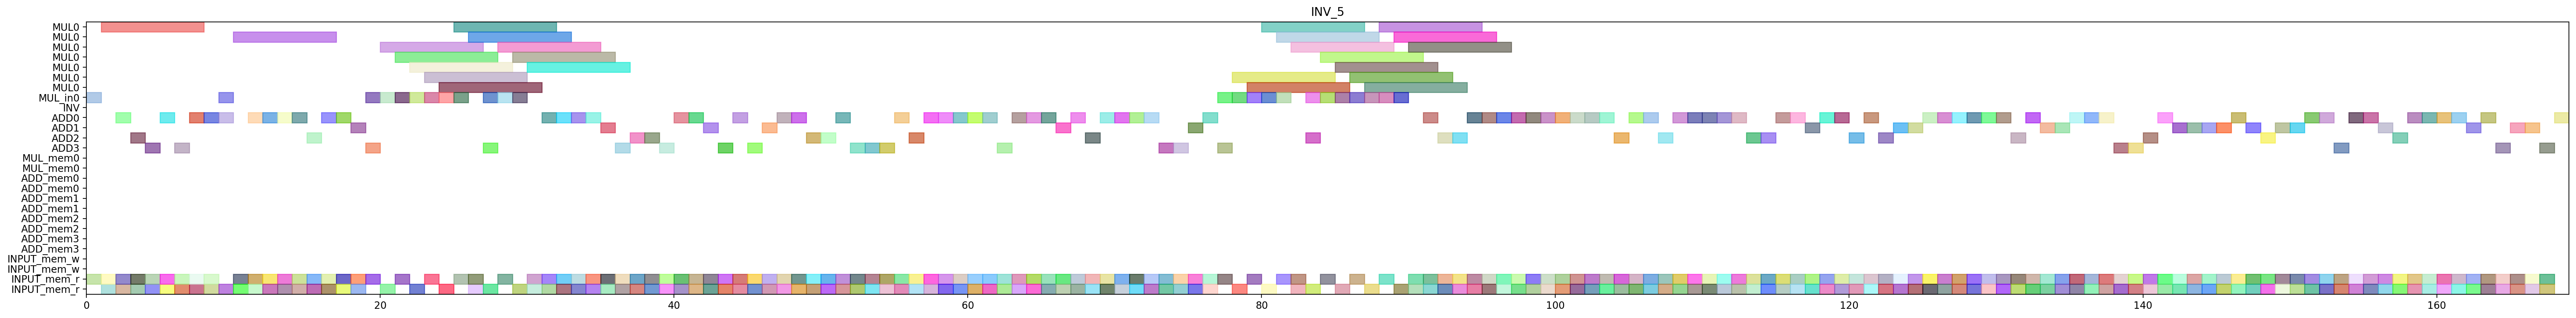 INV_5
MUL0
MUL0
MUL0
MUL0
MUL0
MUL0
MUL0
MUL_in0
INV
ADD0
ADD1
ADD2
ADD3
MUL_mem0
MUL_mem0
ADD_mem0
ADD_mem0
ADD_mem1
ADD_mem1
ADD_mem2
ADD_mem2
ADD_mem3
ADD_mem3
INPUT_mem_w
INPUT_mem_w
INPUT_mem_r
INPUT_mem_r
0 20 40 60 80 100 120 140 160